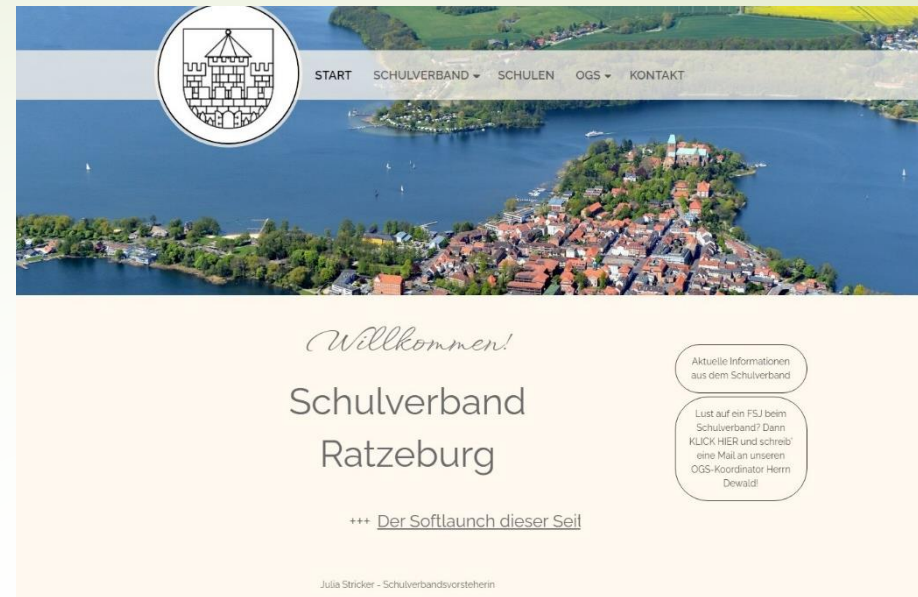 START SCHULVERBAND SCHULEN OGS KONTAKT
Willkommen!
Schulverband
Ratzeburg
+++ Der Softlaunch dieser Seit
Julia Stricker - Schulverbandsvorsteherin
Aktuelle Informationen
aus dem Schulverband
Lust auf ein FSJ beim
Schulverband? Dann
KLICK HIER und schreib'
eine Mail an unseren
OGS-Koordinator Herrn
Dewald!